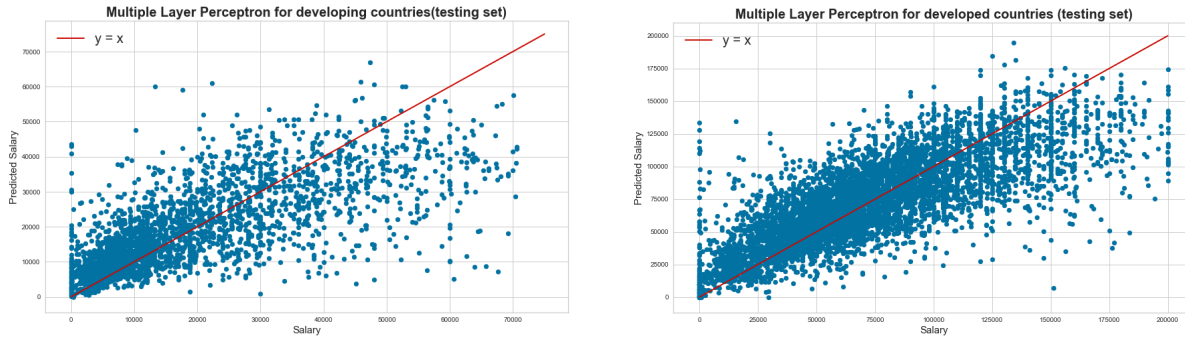 Multiple Layer Perceptron for developing countries(testing set)
y = x
70000
60000
50000
40000
30000
20000
10000
0
Predicted Salary
0 10000 20000 30000 40000 50000 60000 70000
Salary
Multiple Layer Perceptron for developed countries (testing set)
y = x
200000
175000
150000
125000
100000
75000
50000
25000
0
Predicted Salary
0 25000 50000 75000 100000 125000 150000 175000 200000
Salary